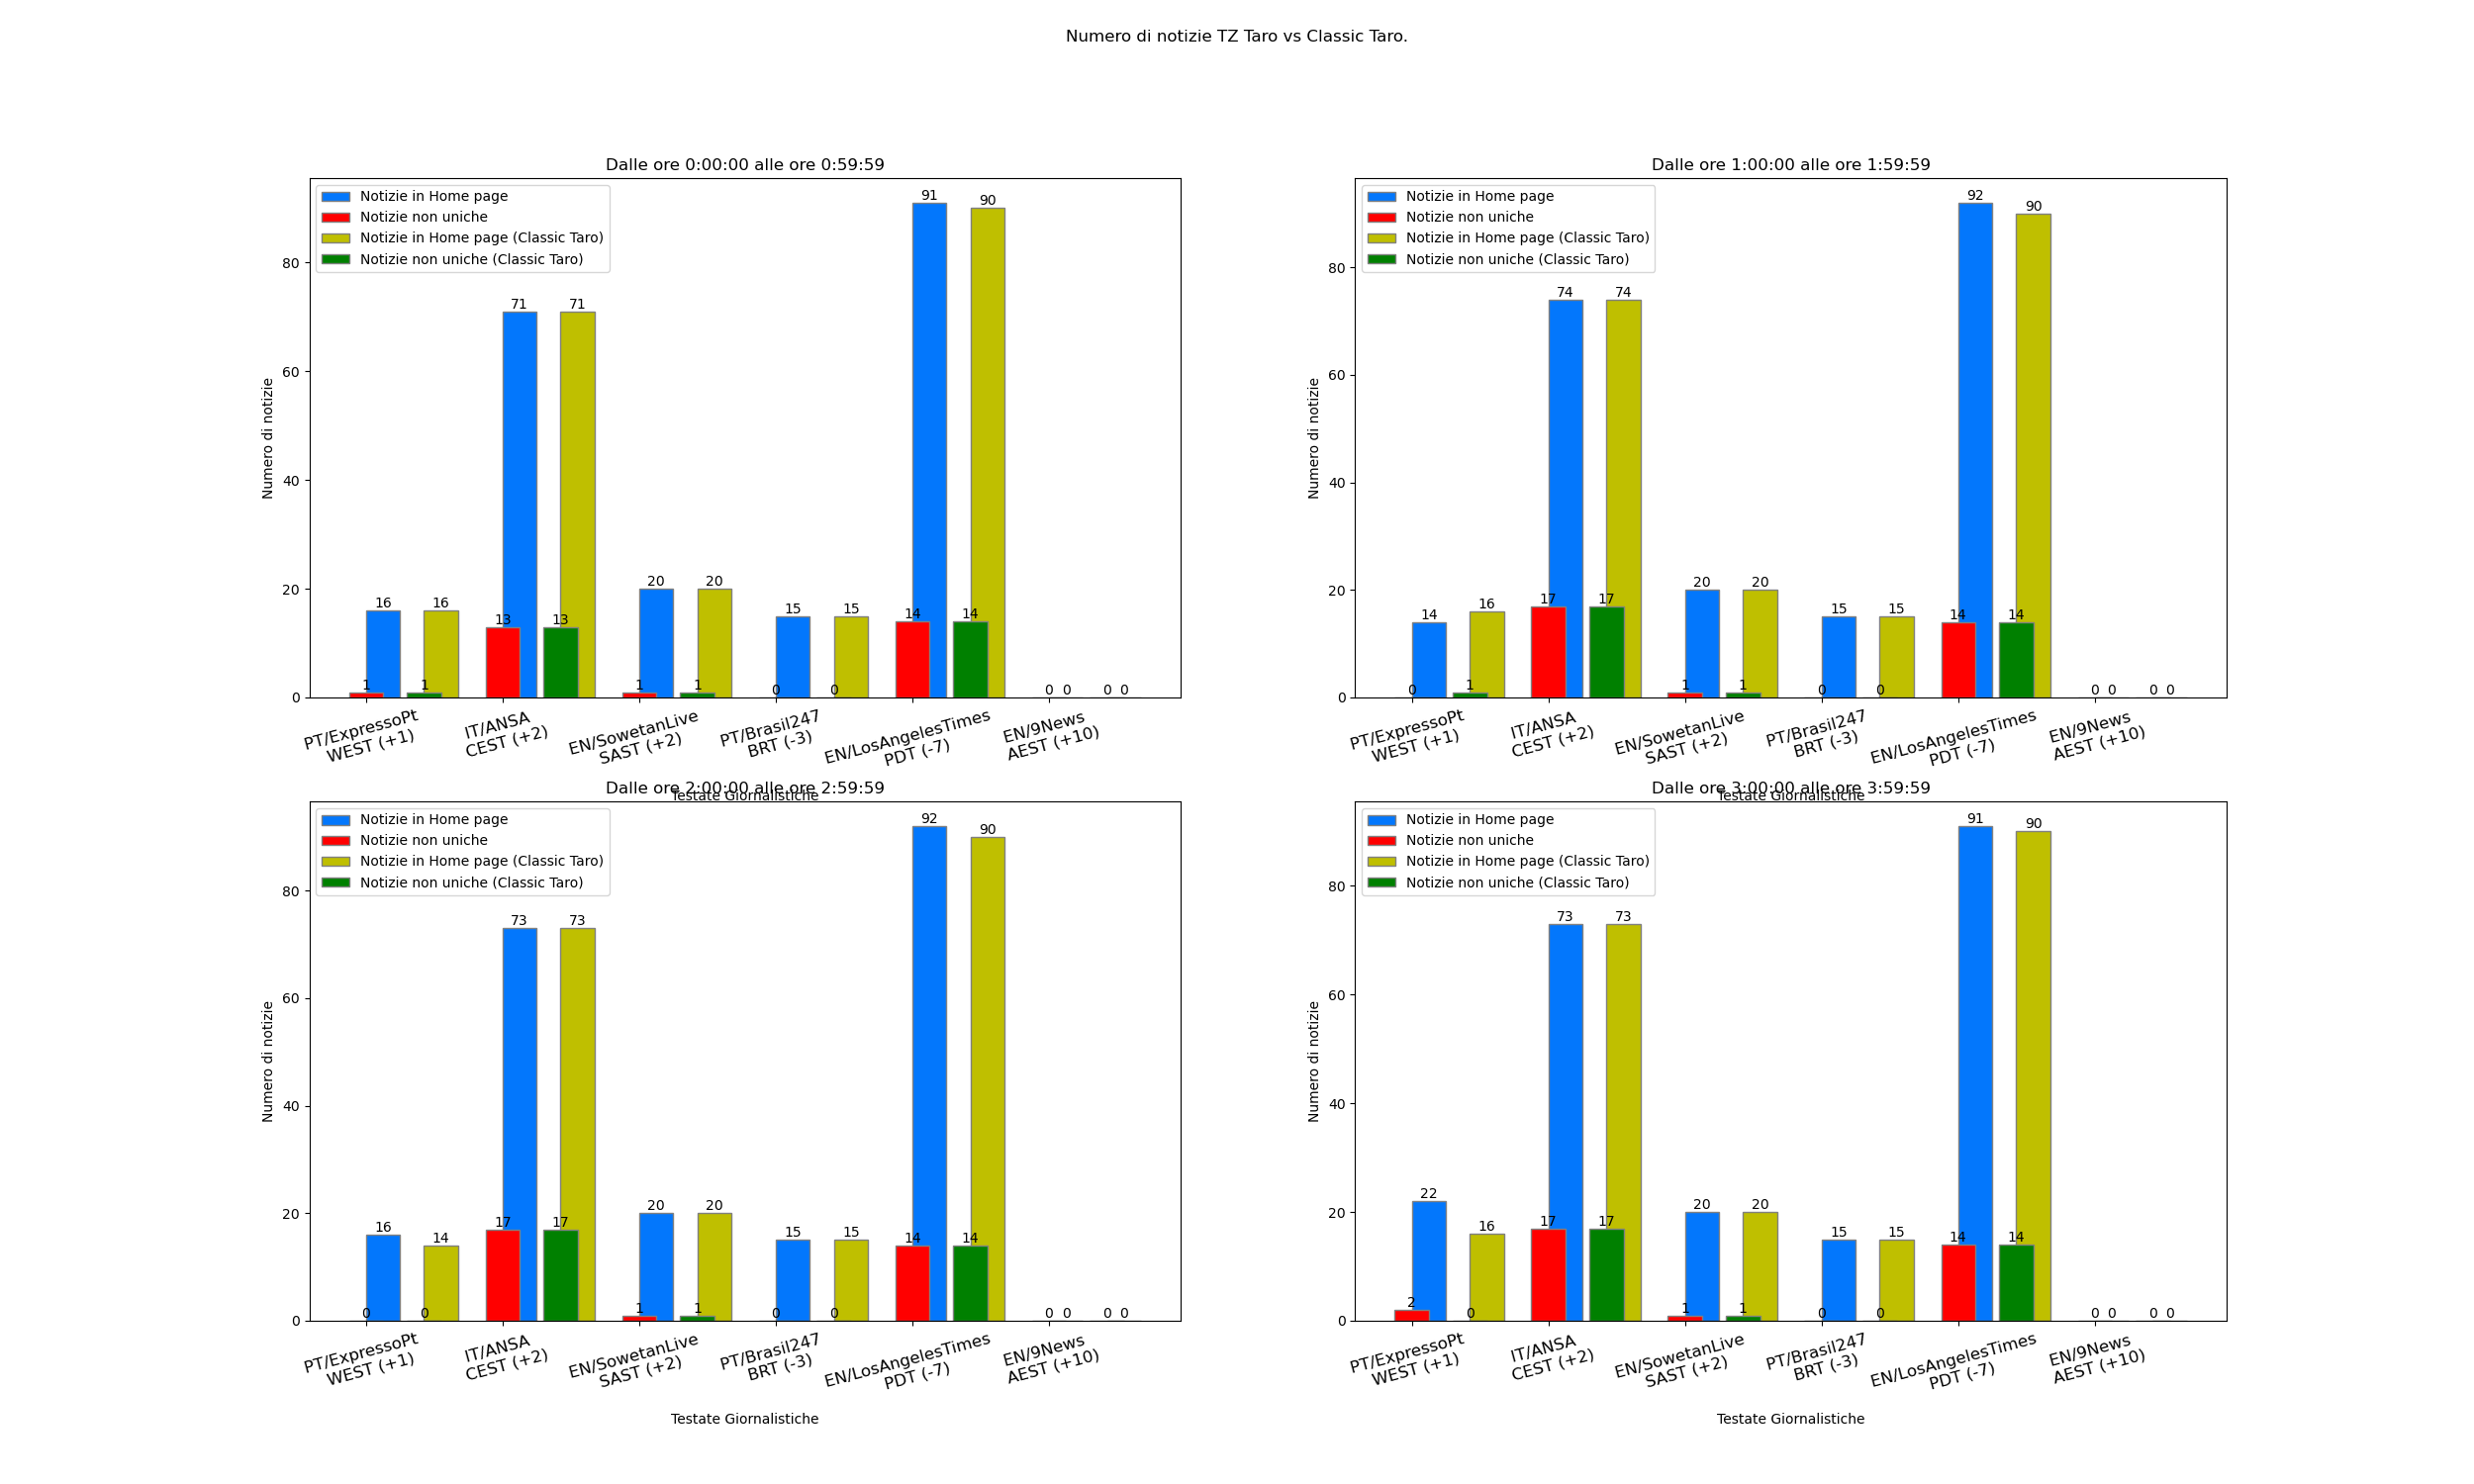 Numero di notizie TZ Taro vs Classic Taro.
Dalle ore 0:00:00 alle ore 0:59:59
Notizie in Home page
Notizie non uniche
Notizie in Home page (Classic Taro)
Notizie non uniche (Classic Taro)
Numero di notizie
80
60
40
20
0
1 16 1 16
13 71 13 71
1 20 1 20
0 15 0 15
14 91 14 90
0 0 0 0
PT/ExpressoPt
WEST (+1)
IT/ANSA
CEST (+2)
EN/SowetanLive
SAST (+2)
PT/Brasil247
BRT (-3)
EN/LosAngelesTimes
PDT (-7)
EN/9News
AEST (+10)
Testate Giornalistiche
Dalle ore 1:00:00 alle ore 1:59:59
Notizie in Home page
Notizie non uniche
Notizie in Home page (Classic Taro)
Notizie non uniche (Classic Taro)
Numero di notizie
80
60
40
20
0
0 14 1 16
17 74 17 74
1 20 1 20
0 15 0 15
14 92 14 90
0 0 0 0
PT/ExpressoPt
WEST (+1)
IT/ANSA
CEST (+2)
EN/SowetanLive
SAST (+2)
PT/Brasil247
BRT (-3)
EN/LosAngelesTimes
PDT (-7)
EN/9News
AEST (+10)
Testate Giornalistiche
Dalle ore 2:00:00 alle ore 2:59:59
Notizie in Home page
Notizie non uniche
Notizie in Home page (Classic Taro)
Notizie non uniche (Classic Taro)
Numero di notizie
80
60
40
20
0
0 16 0 14
17 73 17 73
1 20 1 20
0 15 0 15
14 92 14 90
0 0 0 0
PT/ExpressoPt
WEST (+1)
IT/ANSA
CEST (+2)
EN/SowetanLive
SAST (+2)
PT/Brasil247
BRT (-3)
EN/LosAngelesTimes
PDT (-7)
EN/9News
AEST (+10)
Testate Giornalistiche
Dalle ore 3:00:00 alle ore 3:59:59
Notizie in Home page
Notizie non uniche
Notizie in Home page (Classic Taro)
Notizie non uniche (Classic Taro)
Numero di notizie
80
60
40
20
0
2 22 0 16
17 73 17 73
1 20 1 20
0 15 0 15
14 91 14 90
0 0 0 0
PT/ExpressoPt
WEST (+1)
IT/ANSA
CEST (+2)
EN/SowetanLive
SAST (+2)
PT/Brasil247
BRT (-3)
EN/LosAngelesTimes
PDT (-7)
EN/9News
AEST (+10)
Testate Giornalistiche